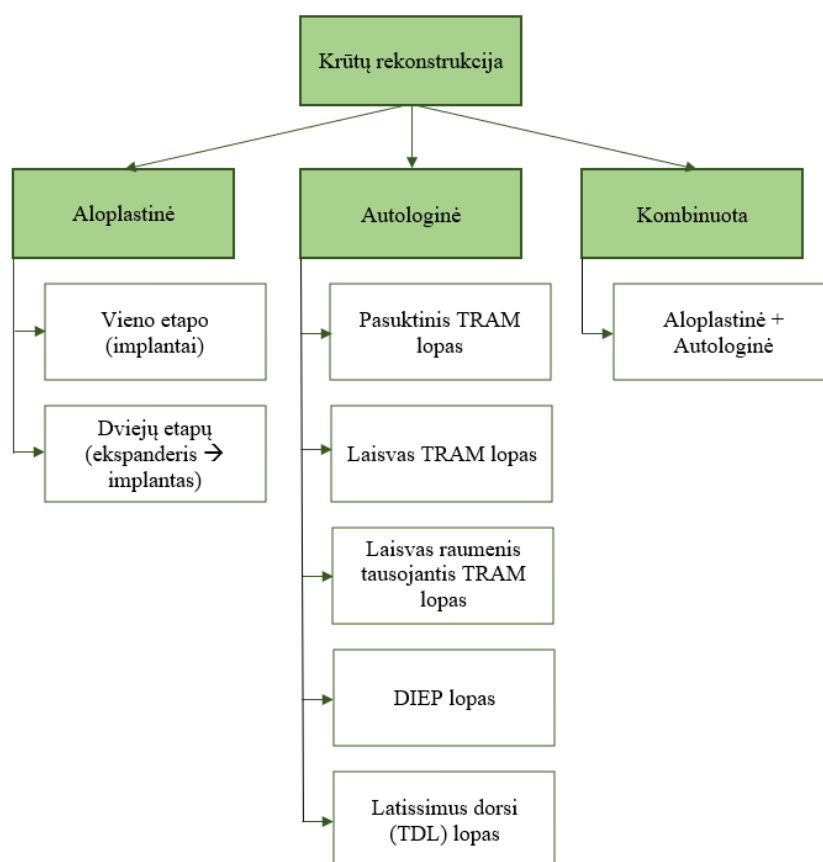 Krūtų rekonstrukcija
Aloplastinė
Vieno etapo
(implantai)
Dviejų etapų
(ekspanderis →
implantas)
Autologinė
Pasuktinis TRAM
lopas
Laisvas TRAM lopas
Laisvas raumenis
tausojantis TRAM
lopas
DIEP lopas
Latissimus dorsi
(TDL) lopas
Kombinuota
Aloplastinė +
Autologinė